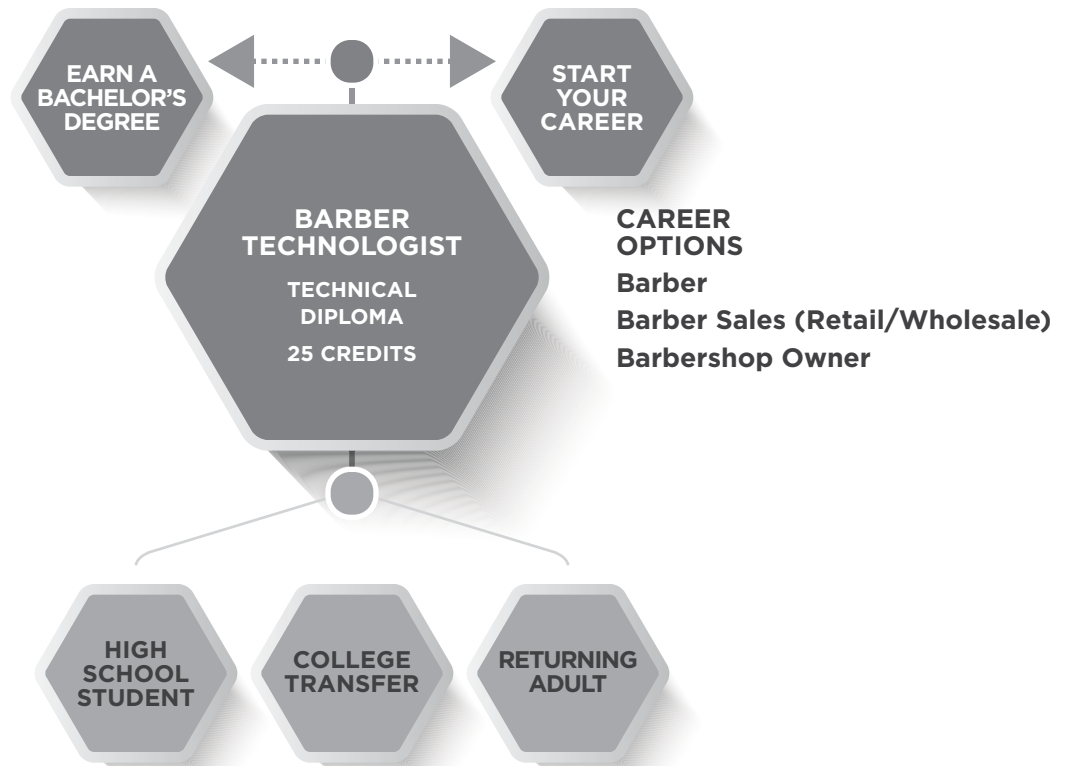 EARN A
BACHELOR'S
DEGREE
START
YOUR
CAREER
BARBER
TECHNOLOGIST
TECHNICAL
DIPLOMA
25 CREDITS
CAREER
OPTIONS
Barber
Barber Sales (Retail/Wholesale)
Barbershop Owner
HIGH
SCHOOL
STUDENT
COLLEGE
TRANSFER
RETURNING
ADULT